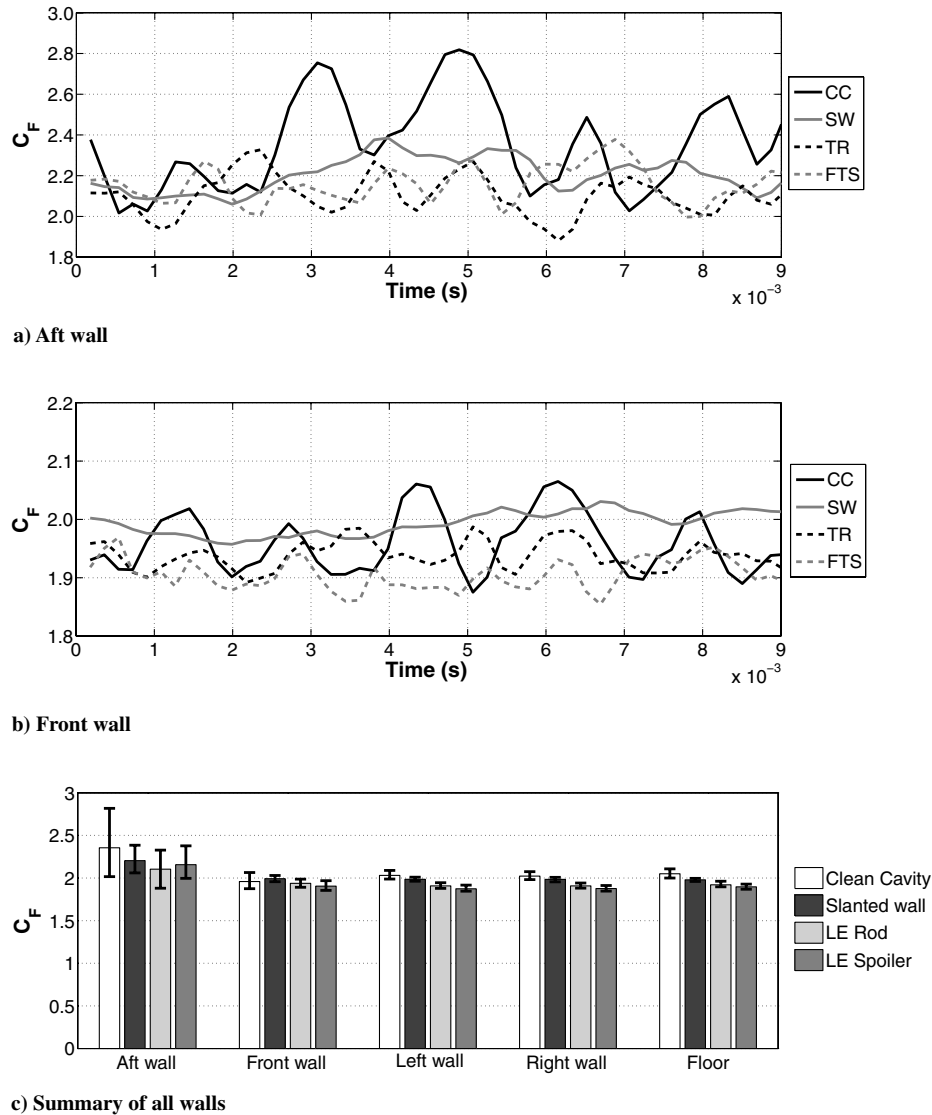 3.0
2.8
2.6
2.4
2.2
2.0
1.8
C_F
0 1 2 3 4 5 6 7 8 9
Time (s)
x 10⁻³
CC
SW
TR
FTS
a) Aft wall
2.2
2.1
2.0
1.9
1.8
C_F
0 1 2 3 4 5 6 7 8 9
Time (s)
x 10⁻³
CC
SW
TR
FTS
b) Front wall
3
2.5
2
1.5
1
0.5
0
C_F
Aft wall Front wall Left wall Right wall Floor
Clean Cavity
Slanted wall
LE Rod
LE Spoiler
c) Summary of all walls